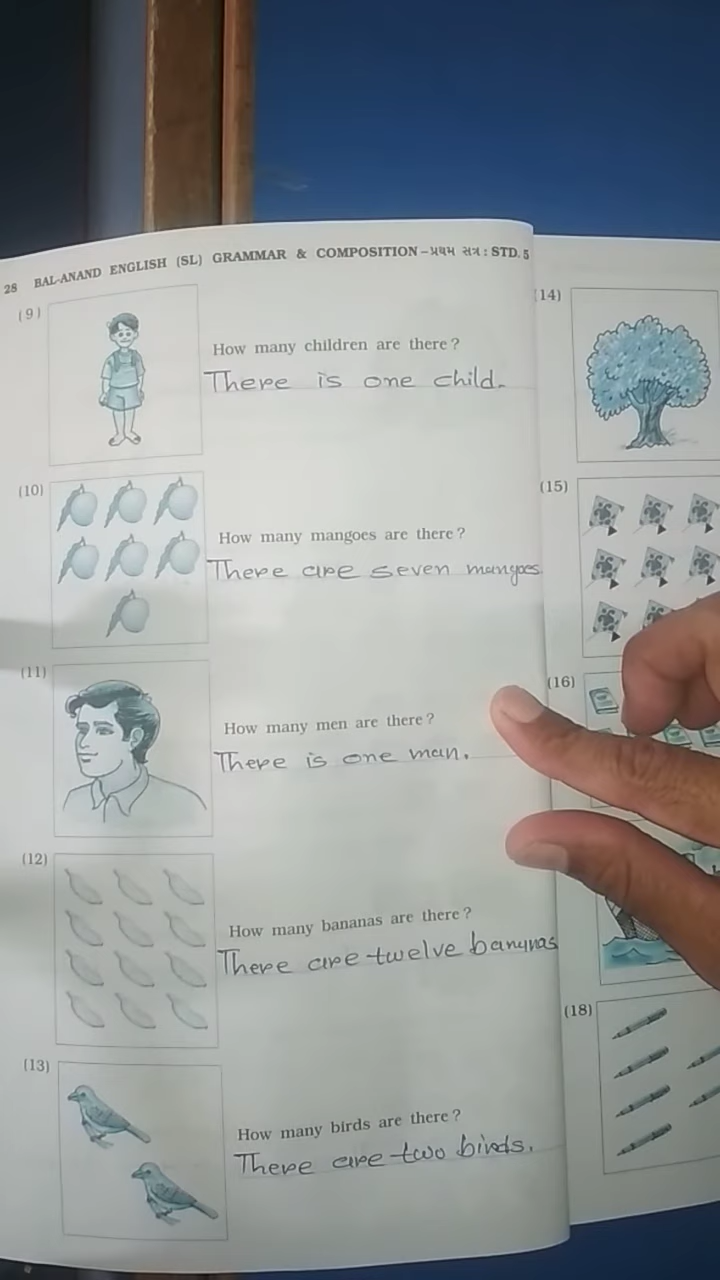 28 BAL-ANAND ENGLISH (SL) GRAMMAR & COMPOSITION – પ્રથમ સત્ર : STD. 5
(9)
How many children are there ?
There is one child.
(10)
How many mangoes are there ?
There are seven mangoes
(11)
How many men are there ?
There is one man.
(12)
How many bananas are there ?
There are twelve bananas
(13)
How many birds are there ?
There are two birds.
(14)
(15)
(16)
(18)